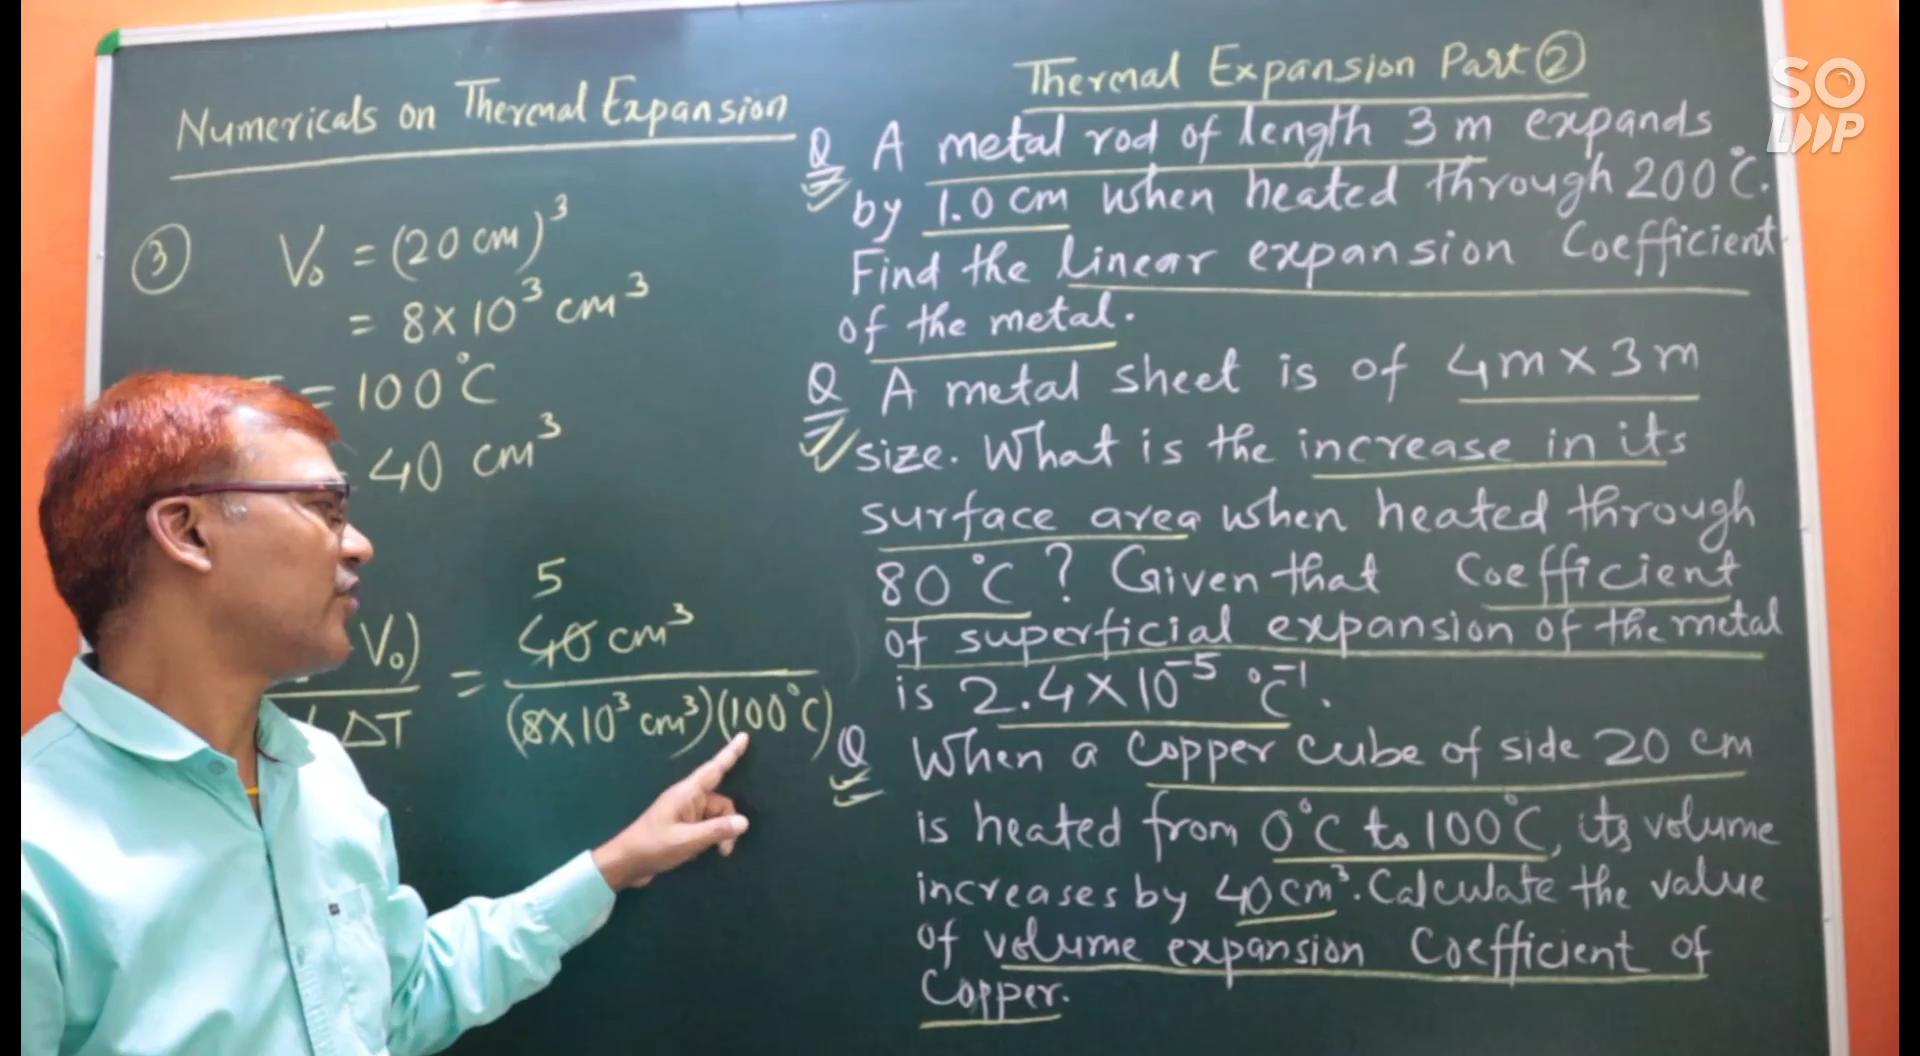 Numericals on Thermal Expansion
③ V₀ = (20 cm)³
= 8×10³ cm³
= 100°C
40 cm³
V₀) = 5 40 cm³
ΔT (8×10³ cm³)(100°C)
Thermal Expansion Part ②
Q A metal rod of length 3 m expands
by 1.0 cm when heated through 200°C.
Find the linear expansion Coefficient
of the metal.
Q A metal sheet is of 4m × 3m
size. What is the increase in its
surface area when heated through
80°C? Given that Coefficient
of superficial expansion of the metal
is 2.4×10⁻⁵ °C⁻¹.
Q When a copper cube of side 20 cm
is heated from 0°C to 100°C, its volume
increases by 40cm³. Calculate the value
of volume expansion Coefficient of
Copper.
SO
LOOP